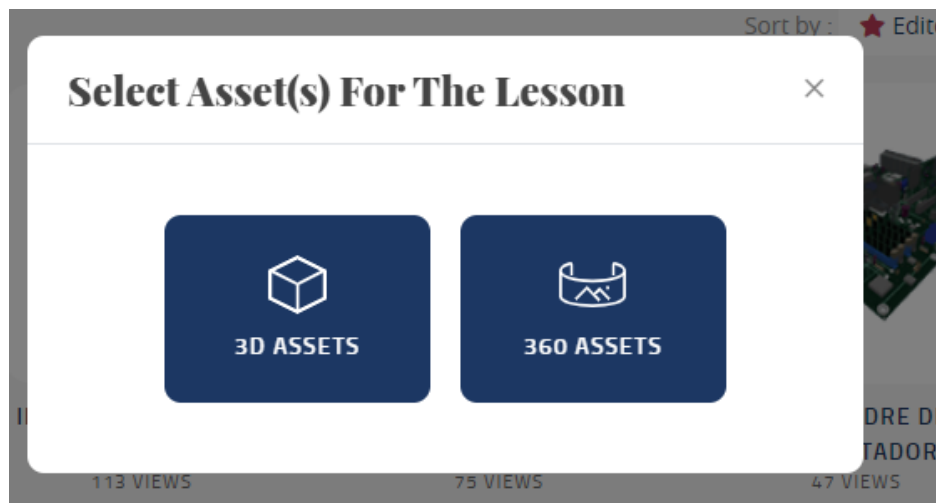 Sort by :
Select Asset(s) For The Lesson
×
3D ASSETS
360 ASSETS
DRE D
TADOR
113 VIEWS
75 VIEWS
47 VIEWS